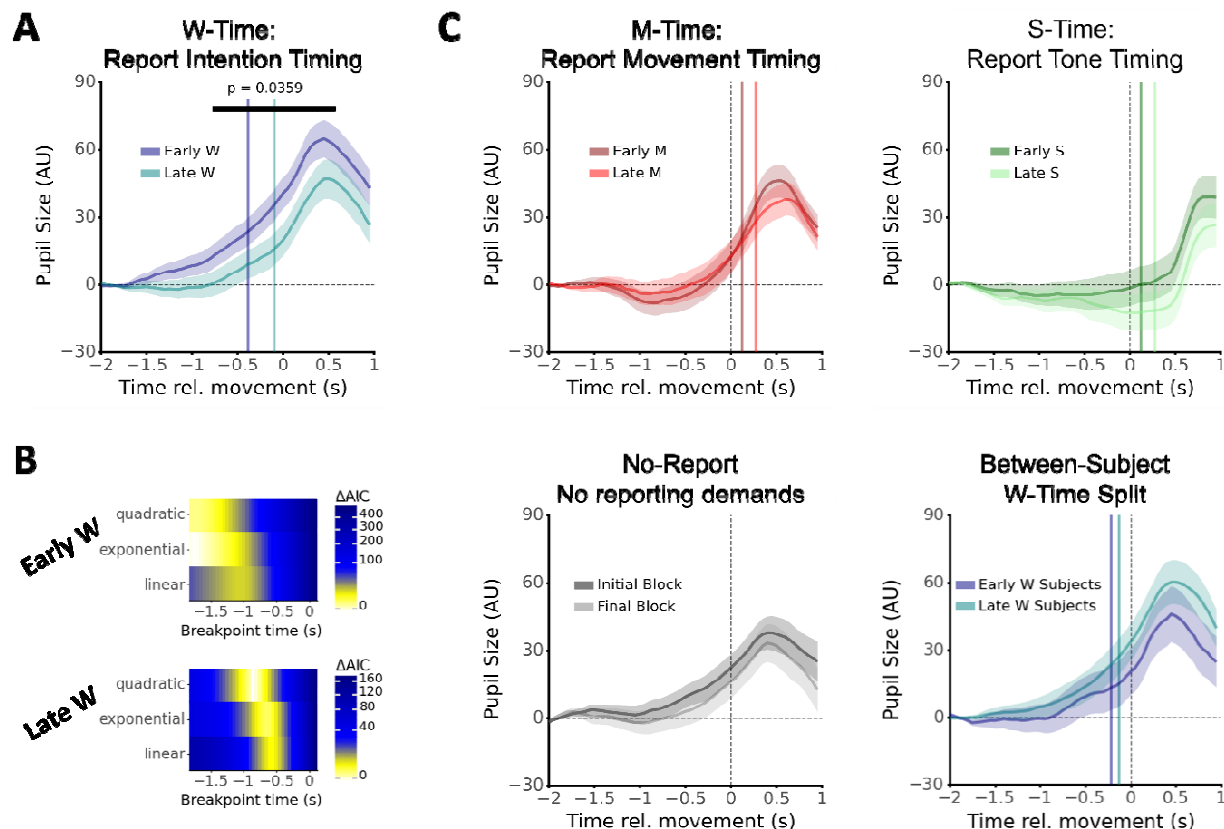 A
W-Time:
Report Intention Timing
p = 0.0359
Early W
Late W
90
60
30
0
−30
Pupil Size (AU)
−2 −1.5 −1 −0.5 0 0.5 1
Time rel. movement (s)
C
M-Time:
Report Movement Timing
Early M
Late M
90
60
30
0
−30
Pupil Size (AU)
−2 −1.5 −1 −0.5 0 0.5 1
Time rel. movement (s)
S-Time:
Report Tone Timing
Early S
Late S
90
60
30
0
−30
Pupil Size (AU)
−2 −1.5 −1 −0.5 0 0.5 1
Time rel. movement (s)
B
Early W
quadratic
exponential
linear
−1.5 −1 −0.5 0
Breakpoint time (s)
ΔAIC
400
300
200
100
0
Late W
quadratic
exponential
linear
−1.5 −1 −0.5 0
Breakpoint time (s)
ΔAIC
160
120
80
40
0
No-Report
No reporting demands
Initial Block
Final Block
90
60
30
0
−30
Pupil Size (AU)
−2 −1.5 −1 −0.5 0 0.5 1
Time rel. movement (s)
Between-Subject
W-Time Split
Early W Subjects
Late W Subjects
90
60
30
0
−30
Pupil Size (AU)
−2 −1.5 −1 −0.5 0 0.5 1
Time rel. movement (s)